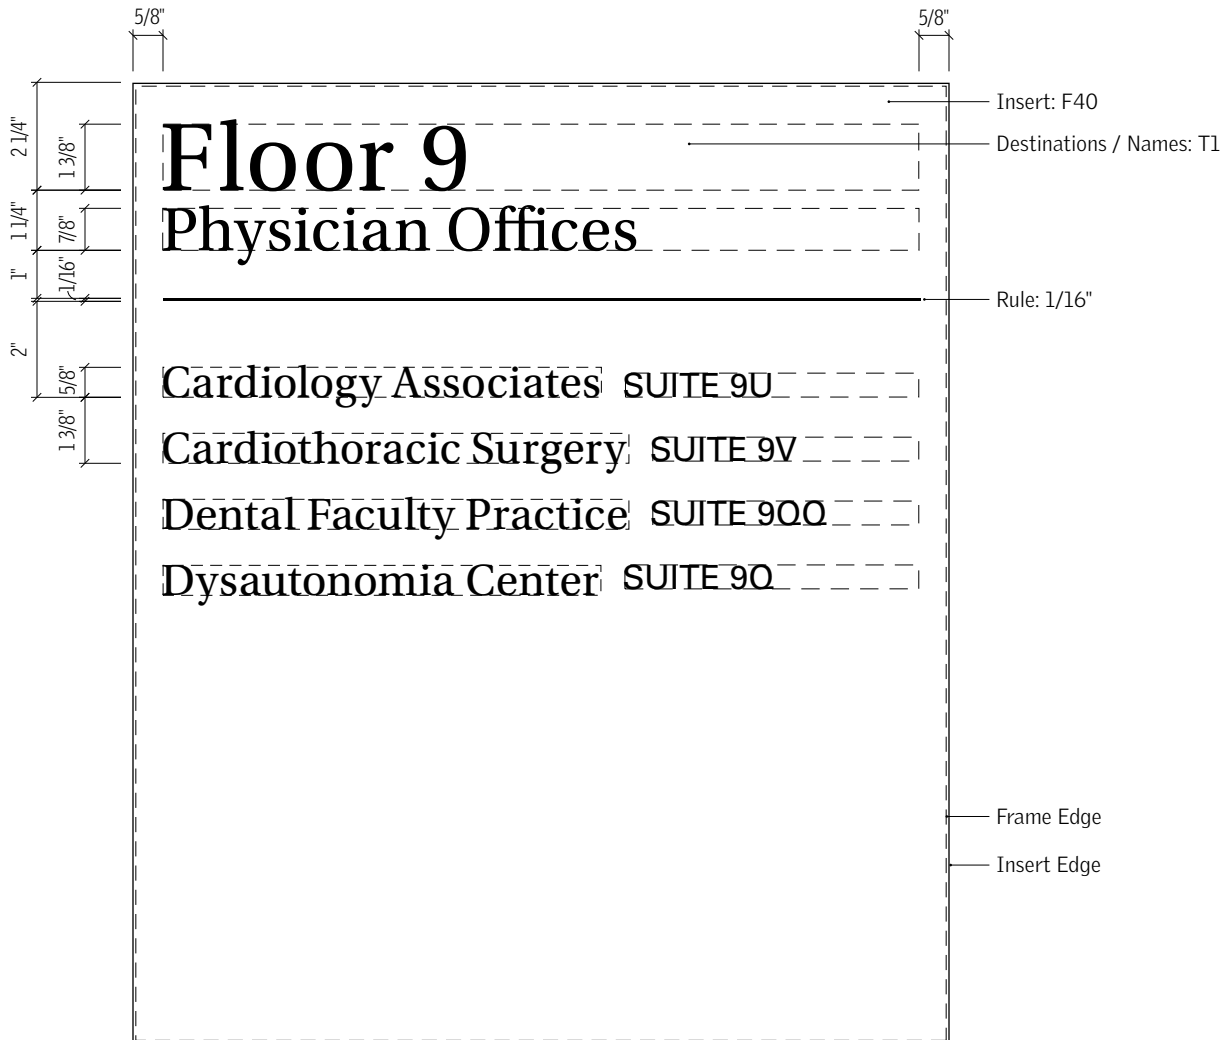 5/8" 5/8"
Insert: F40
2 1/4"
1 3/8"
Floor 9
Destinations / Names: T1
1 1/4"
7/8"
Physician Offices
1"
1/16"
Rule: 1/16"
2"
5/8"
Cardiology Associates SUITE 9U
1 3/8"
Cardiothoracic Surgery SUITE 9V
Dental Faculty Practice SUITE 9QQ
Dysautonomia Center SUITE 9Q
Frame Edge
Insert Edge